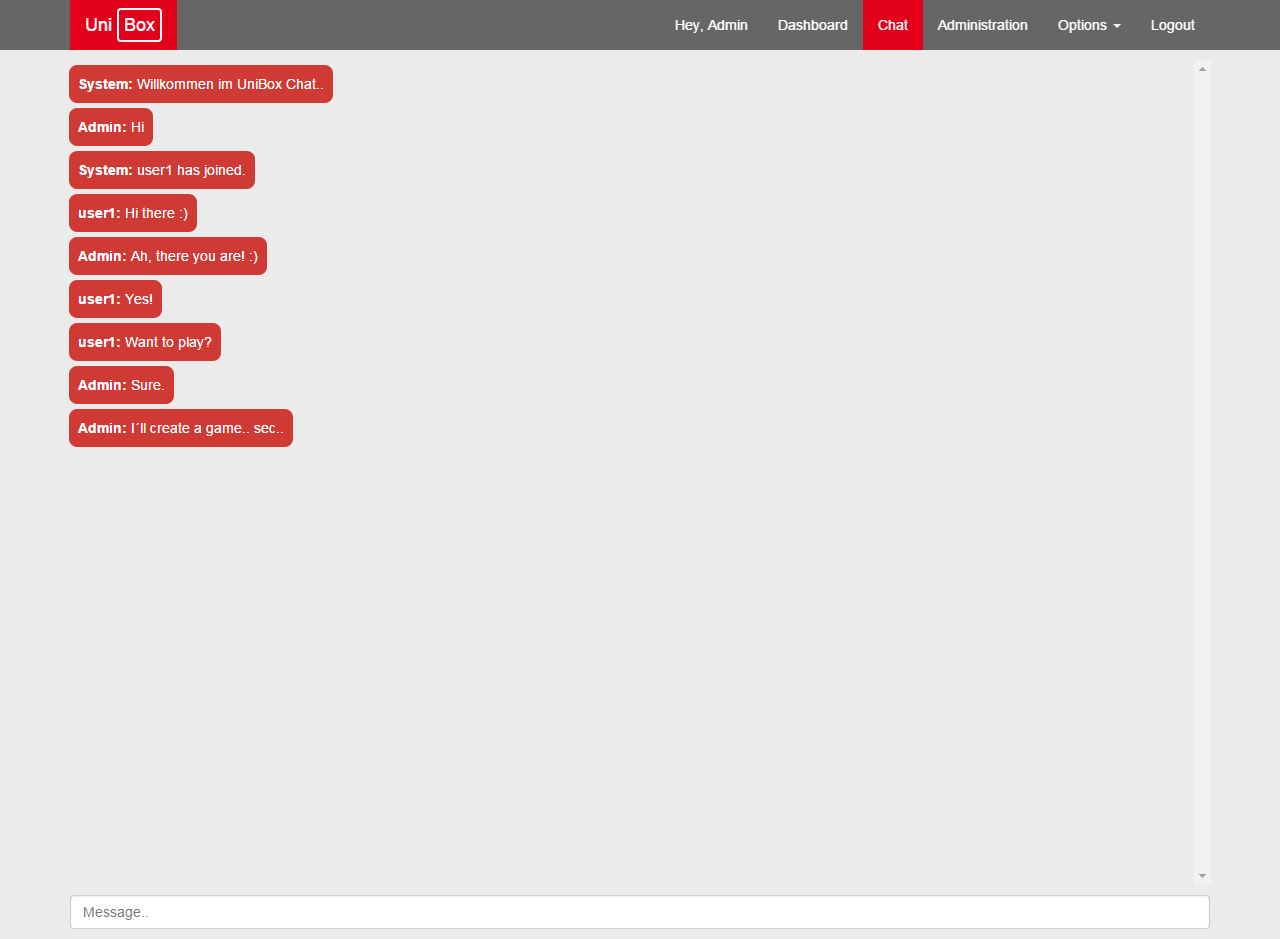 Uni Box Hey, Admin Dashboard Chat Administration Options Logout
System: Willkommen im UniBox Chat..
Admin: Hi
System: user1 has joined.
user1: Hi there :)
Admin: Ah, there you are! :)
user1: Yes!
user1: Want to play?
Admin: Sure.
Admin: I´ll create a game.. sec..
Message..